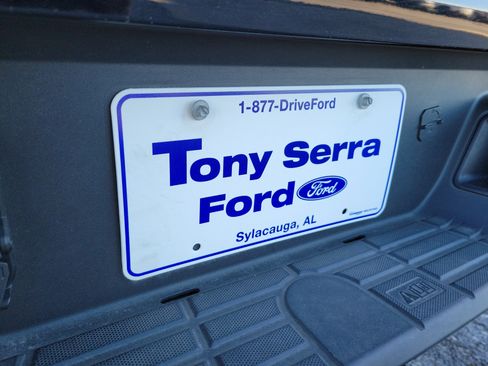 1-877-DriveFord
Tony Serra
Ford Ford
Sylacauga, AL